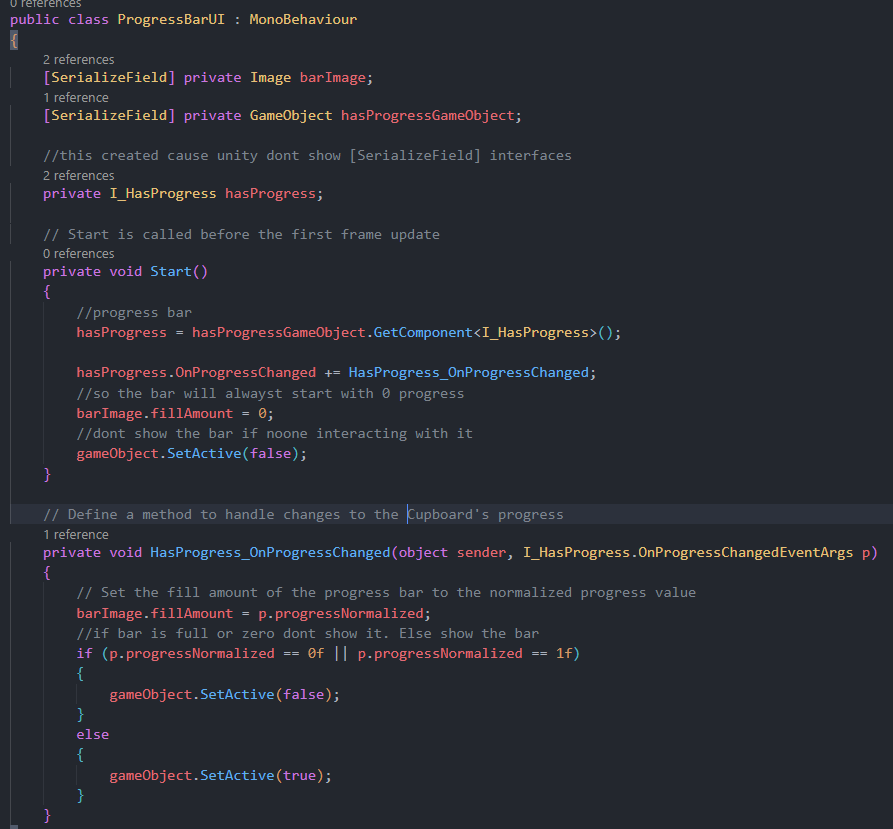 0 references
public class ProgressBarUI : MonoBehaviour
{
2 references
[SerializeField] private Image barImage;
1 reference
[SerializeField] private GameObject hasProgressGameObject;
//this created cause unity dont show [SerializeField] interfaces
2 references
private I_HasProgress hasProgress;
// Start is called before the first frame update
0 references
private void Start()
{
//progress bar
hasProgress = hasProgressGameObject.GetComponent<I_HasProgress>();
hasProgress.OnProgressChanged += HasProgress_OnProgressChanged;
//so the bar will alwayst start with 0 progress
barImage.fillAmount = 0;
//dont show the bar if noone interacting with it
gameObject.SetActive(false);
}
// Define a method to handle changes to the Cupboard's progress
1 reference
private void HasProgress_OnProgressChanged(object sender, I_HasProgress.OnProgressChangedEventArgs p)
{
// Set the fill amount of the progress bar to the normalized progress value
barImage.fillAmount = p.progressNormalized;
//if bar is full or zero dont show it. Else show the bar
if (p.progressNormalized == 0f || p.progressNormalized == 1f)
{
gameObject.SetActive(false);
}
else
{
gameObject.SetActive(true);
}
}